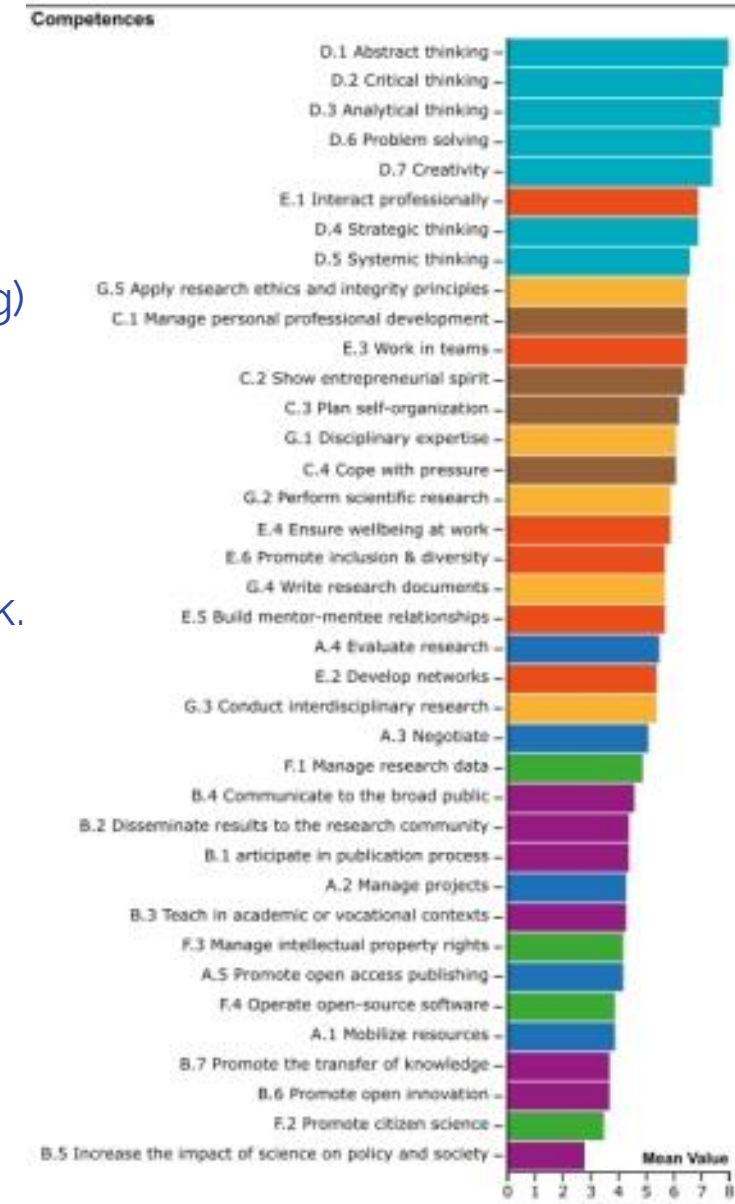 Competences
D.1 Abstract thinking
D.2 Critical thinking
D.3 Analytical thinking
D.6 Problem solving
D.7 Creativity
E.1 Interact professionally
D.4 Strategic thinking
D.5 Systemic thinking
g)
G.5 Apply research ethics and integrity principles
C.1 Manage personal professional development
E.3 Work in teams
C.2 Show entrepreneurial spirit
C.3 Plan self-organization
G.1 Disciplinary expertise
C.4 Cope with pressure
G.2 Perform scientific research
E.4 Ensure wellbeing at work
E.6 Promote inclusion & diversity
G.4 Write research documents
k.
E.5 Build mentor-mentee relationships
A.4 Evaluate research
E.2 Develop networks
G.3 Conduct interdisciplinary research
A.3 Negotiate
F.1 Manage research data
B.4 Communicate to the broad public
B.2 Disseminate results to the research community
B.1 articipate in publication process
A.2 Manage projects
B.3 Teach in academic or vocational contexts
F.3 Manage intellectual property rights
A.5 Promote open access publishing
F.4 Operate open-source software
A.1 Mobilize resources
B.7 Promote the transfer of knowledge
B.6 Promote open innovation
F.2 Promote citizen science
B.5 Increase the impact of science on policy and society
Mean Value
0 1 2 3 4 5 6 7 8